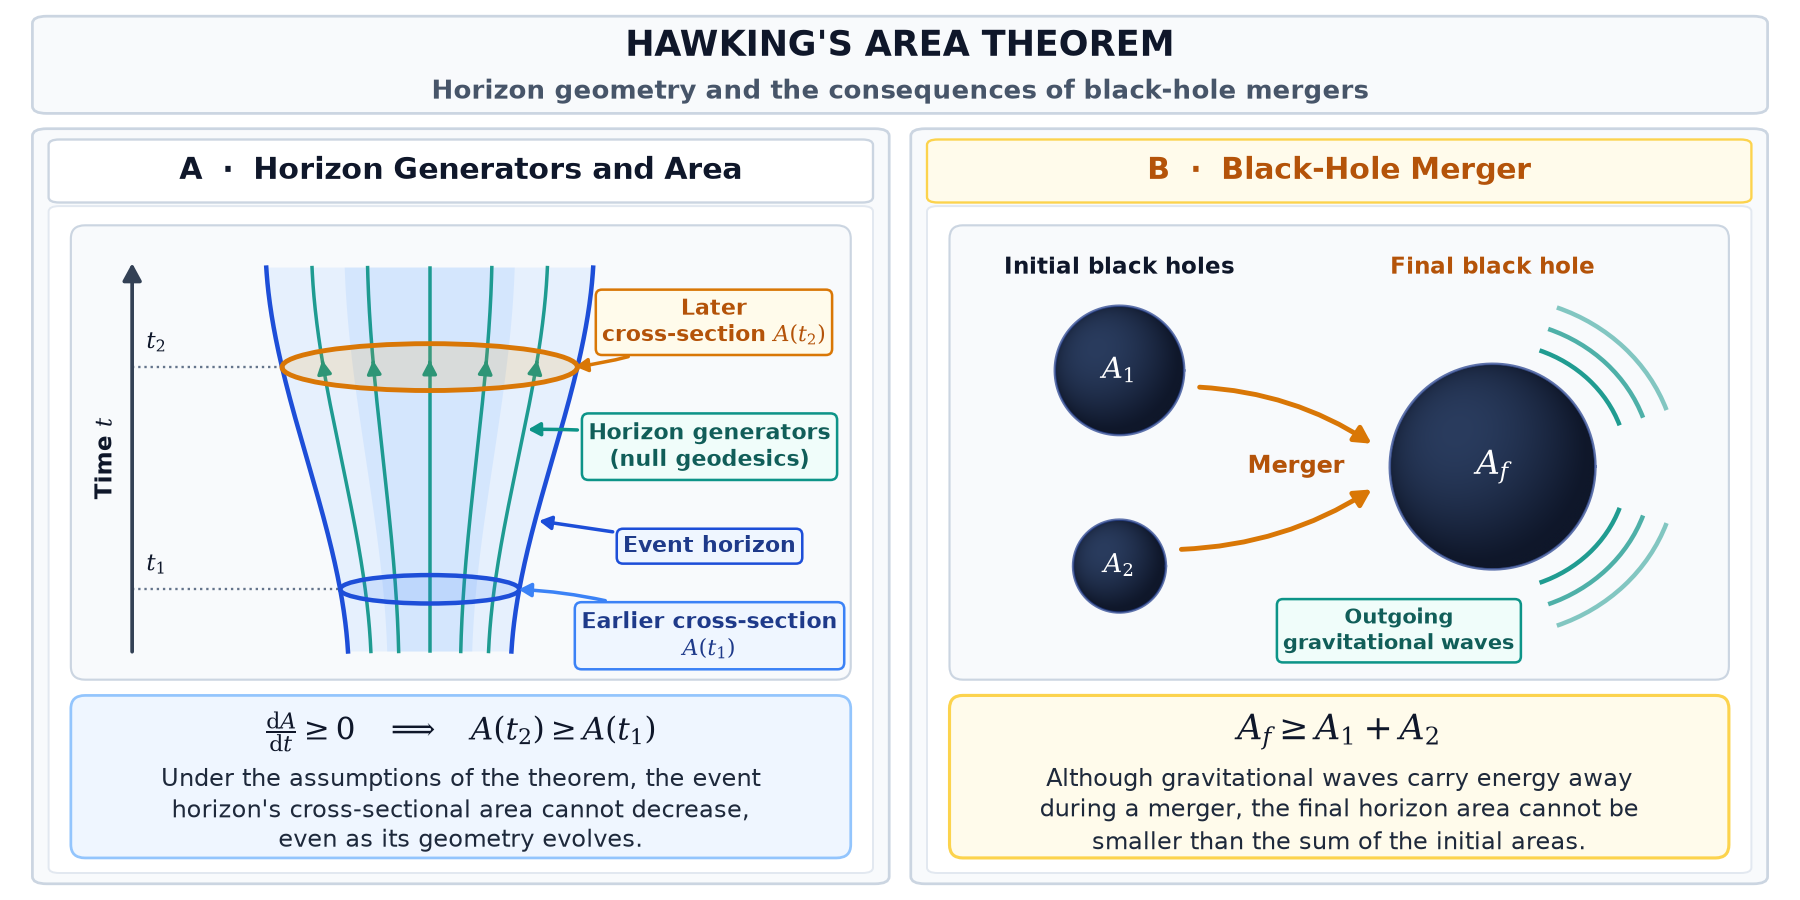 HAWKING'S AREA THEOREM
Horizon geometry and the consequences of black-hole mergers
A · Horizon Generators and Area
Time t
t₂
t₁
Later
cross-section A(t₂)
Horizon generators
(null geodesics)
Event horizon
Earlier cross-section
A(t₁)
dA/dt ≥ 0 ⟹ A(t₂) ≥ A(t₁)
Under the assumptions of the theorem, the event
horizon's cross-sectional area cannot decrease,
even as its geometry evolves.
B · Black-Hole Merger
Initial black holes
Final black hole
A₁
A₂
Merger
A_f
Outgoing
gravitational waves
A_f ≥ A₁ + A₂
Although gravitational waves carry energy away
during a merger, the final horizon area cannot be
smaller than the sum of the initial areas.